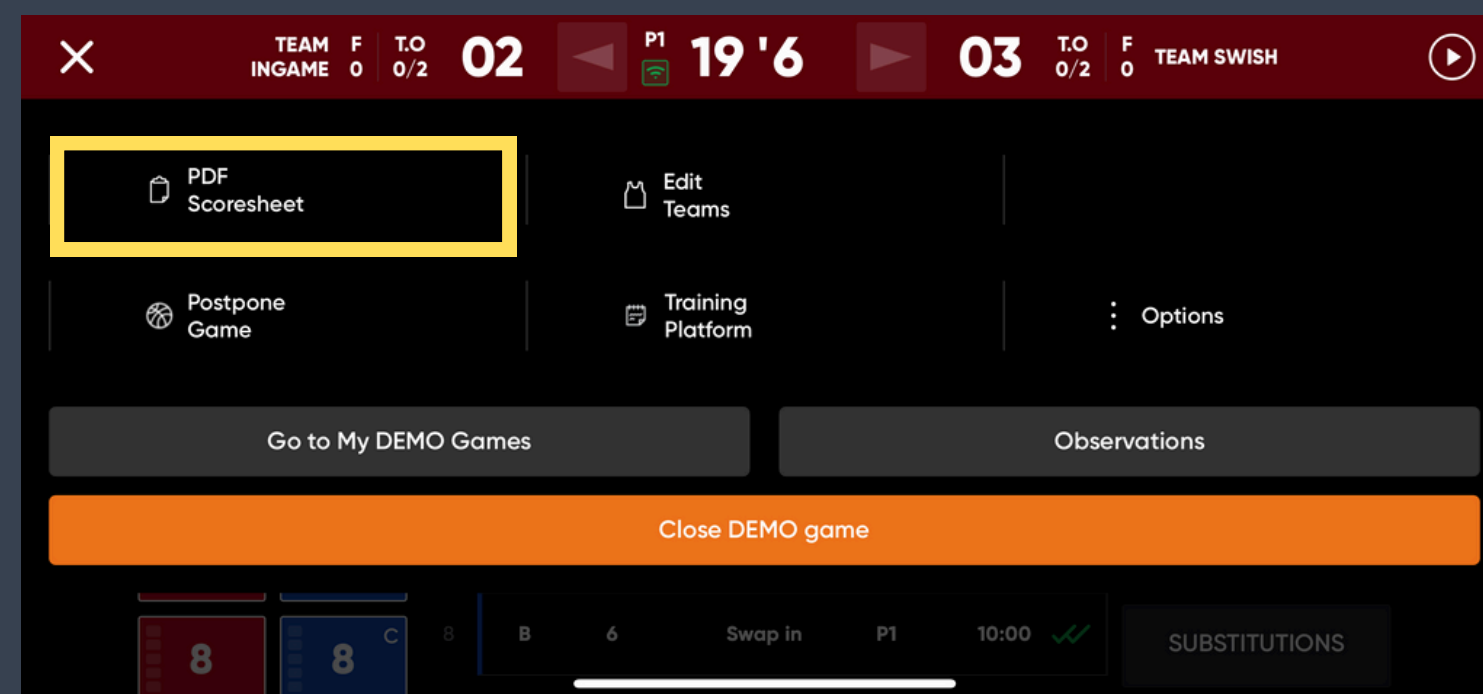 TEAM INGAME F 0 T.O 0/2 02 P1 19 '6 03 T.O 0/2 F 0 TEAM SWISH
PDF
Scoresheet
Edit
Teams
Postpone
Game
Training
Platform
Options
Go to My DEMO Games
Observations
Close DEMO game
8
8 C
8 B 6 Swap in P1 10:00
SUBSTITUTIONS